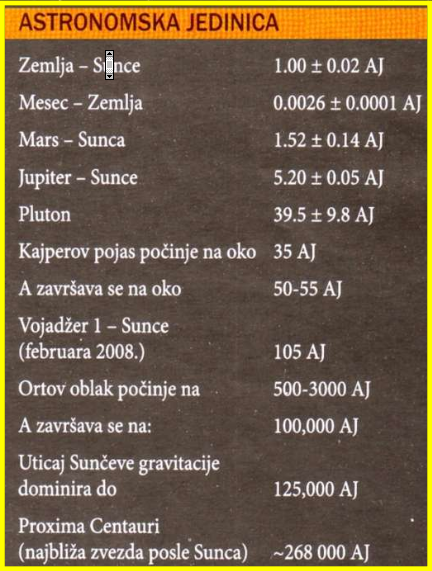 ASTRONOMSKA JEDINICA
Zemlja – Sunce 1.00 ± 0.02 AJ
Mesec – Zemlja 0.0026 ± 0.0001 AJ
Mars – Sunca 1.52 ± 0.14 AJ
Jupiter – Sunce 5.20 ± 0.05 AJ
Pluton 39.5 ± 9.8 AJ
Kajperov pojas počinje na oko 35 AJ
A završava se na oko 50-55 AJ
Vojadžer 1 – Sunce
(februara 2008.) 105 AJ
Ortov oblak počinje na 500-3000 AJ
A završava se na: 100,000 AJ
Uticaj Sunčeve gravitacije
dominira do 125,000 AJ
Proxima Centauri
(najbliža zvezda posle Sunca) ~268 000 AJ